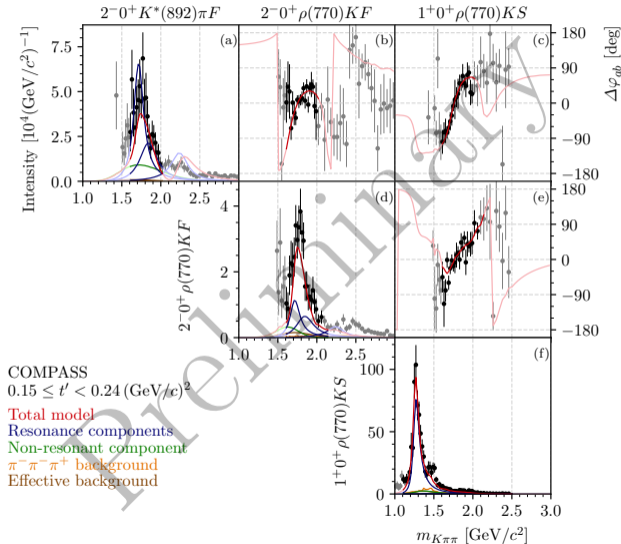 2⁻0⁺K*(892)πF 2⁻0⁺ρ(770)KF 1⁺0⁺ρ(770)KS
(a) (b) (c)
Intensity [10⁴(GeV/c²)⁻¹]
7.5
5.0
2.5
0.0
1.0 1.5 2.0 2.5
180
90
0
−90
−180
Δφ_ab [deg]
(d) (e)
2⁻0⁺ρ(770)KF
4
2
0
1.0 1.5 2.0 2.5
180
90
0
−90
−180
(f)
1⁺0⁺ρ(770)KS
100
75
50
25
0
1.0 1.5 2.0 2.5 3.0
m_Kππ [GeV/c²]
COMPASS
0.15 ≤ t′ < 0.24 (GeV/c)²
Total model
Resonance components
Non-resonant component
π⁻π⁻π⁺ background
Effective background
Preliminary